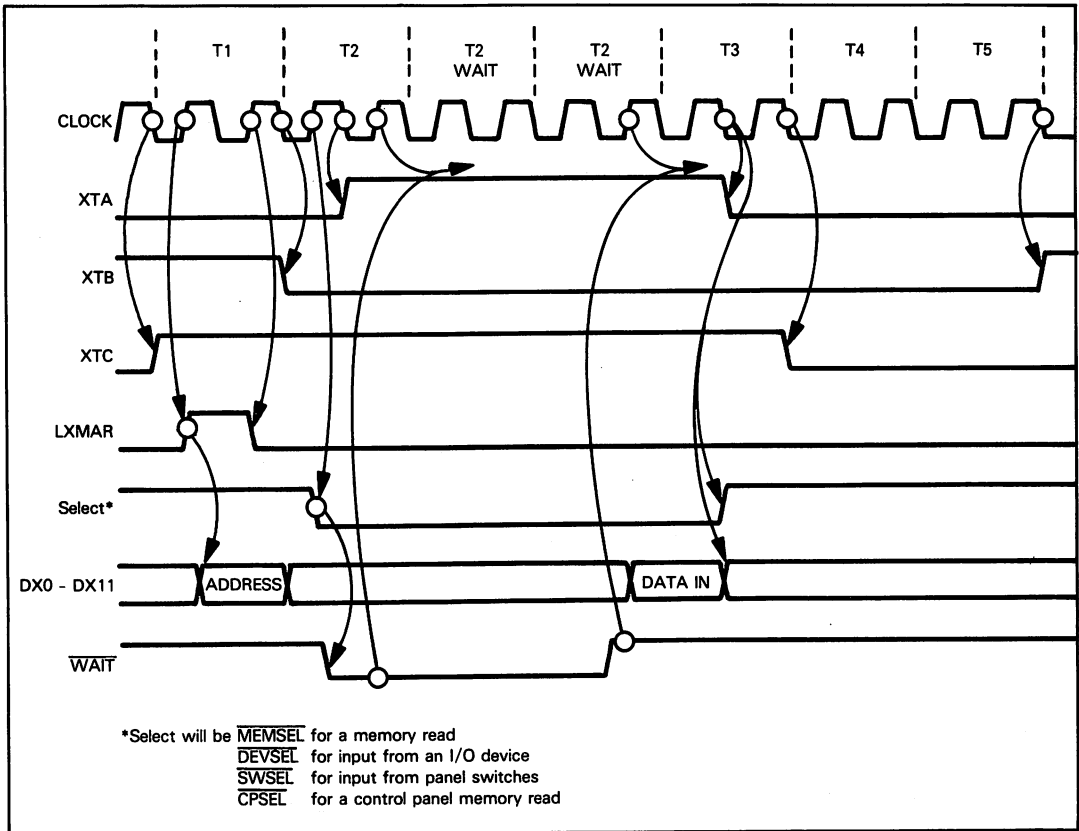 T1 T2 T2 WAIT T2 WAIT T3 T4 T5
CLOCK
XTA
XTB
XTC
LXMAR
Select*
DX0 - DX11 ADDRESS DATA IN
WAIT
*Select will be MEMSEL for a memory read
DEVSEL for input from an I/O device
SWSEL for input from panel switches
CPSEL for a control panel memory read